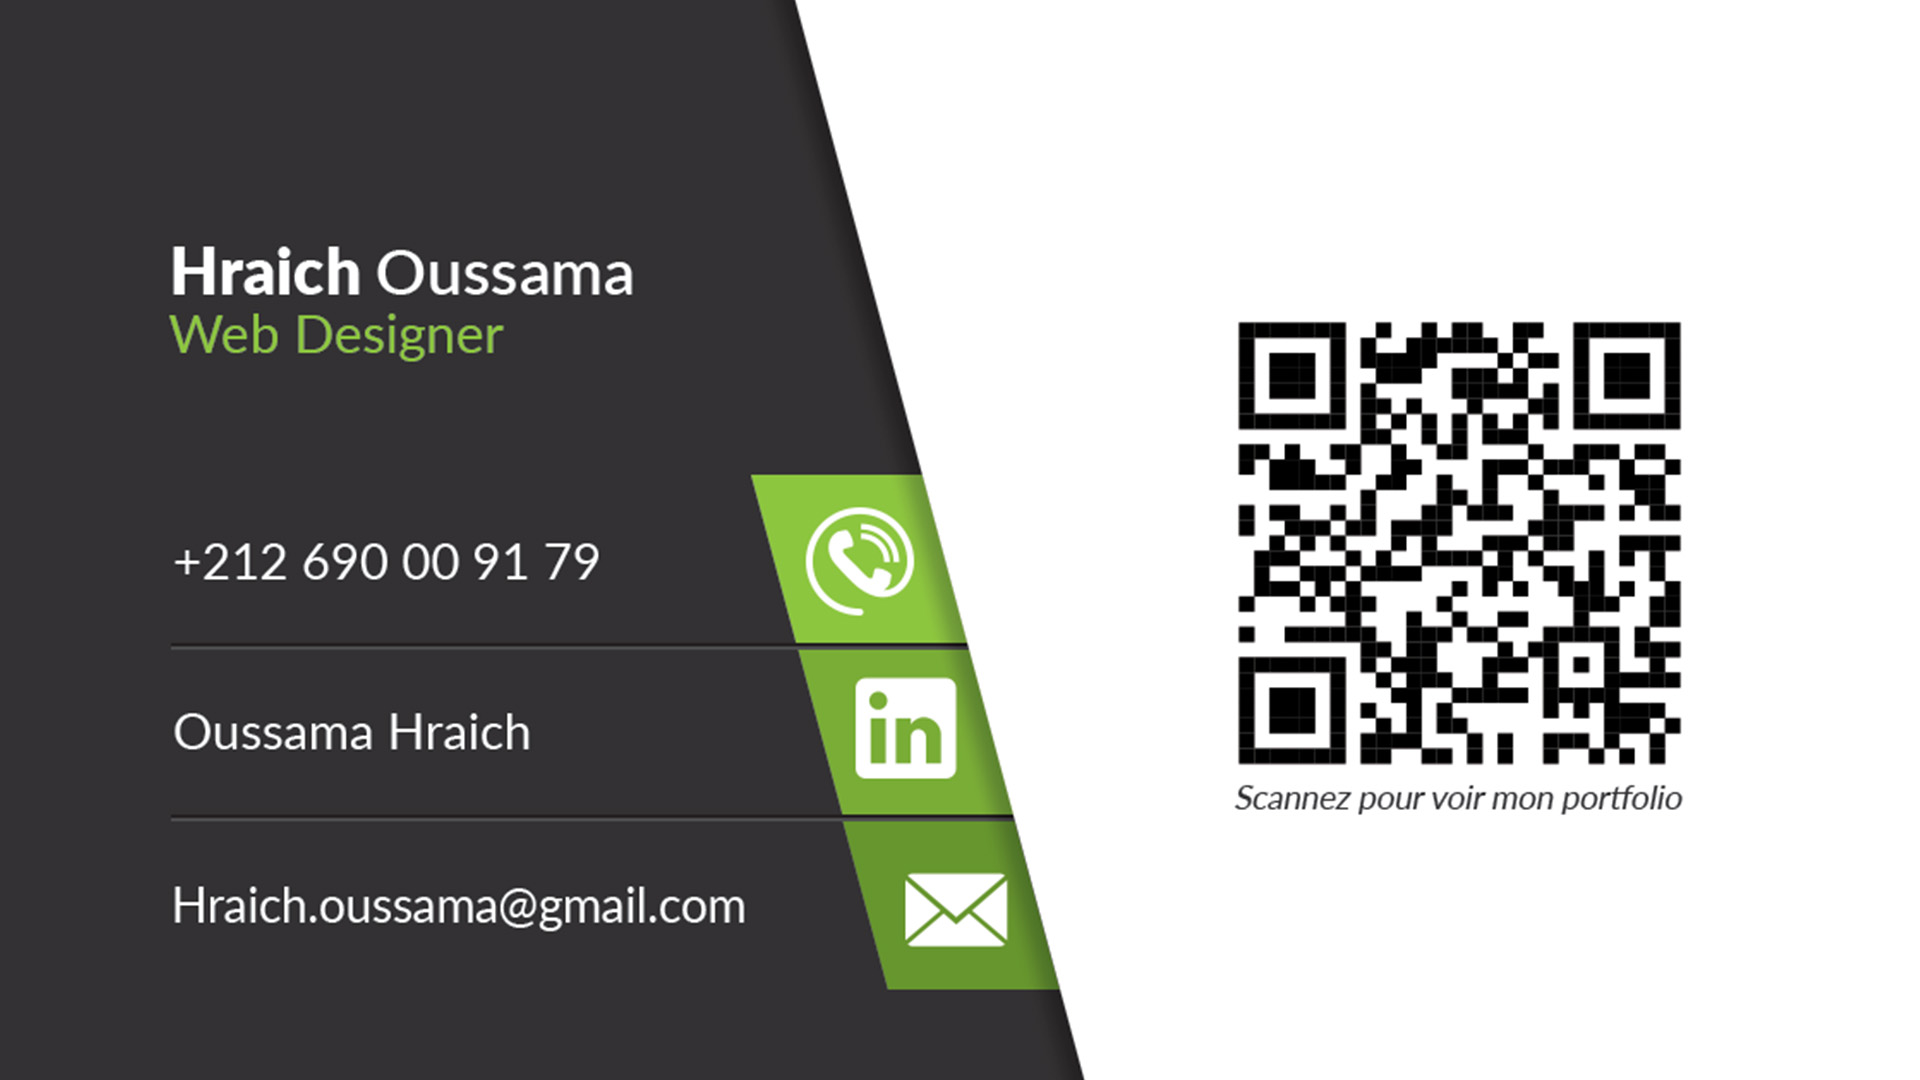 Hraich Oussama
Web Designer
+212 690 00 91 79
in
Oussama Hraich
Hraich.oussama@gmail.com
Scannez pour voir mon portfolio